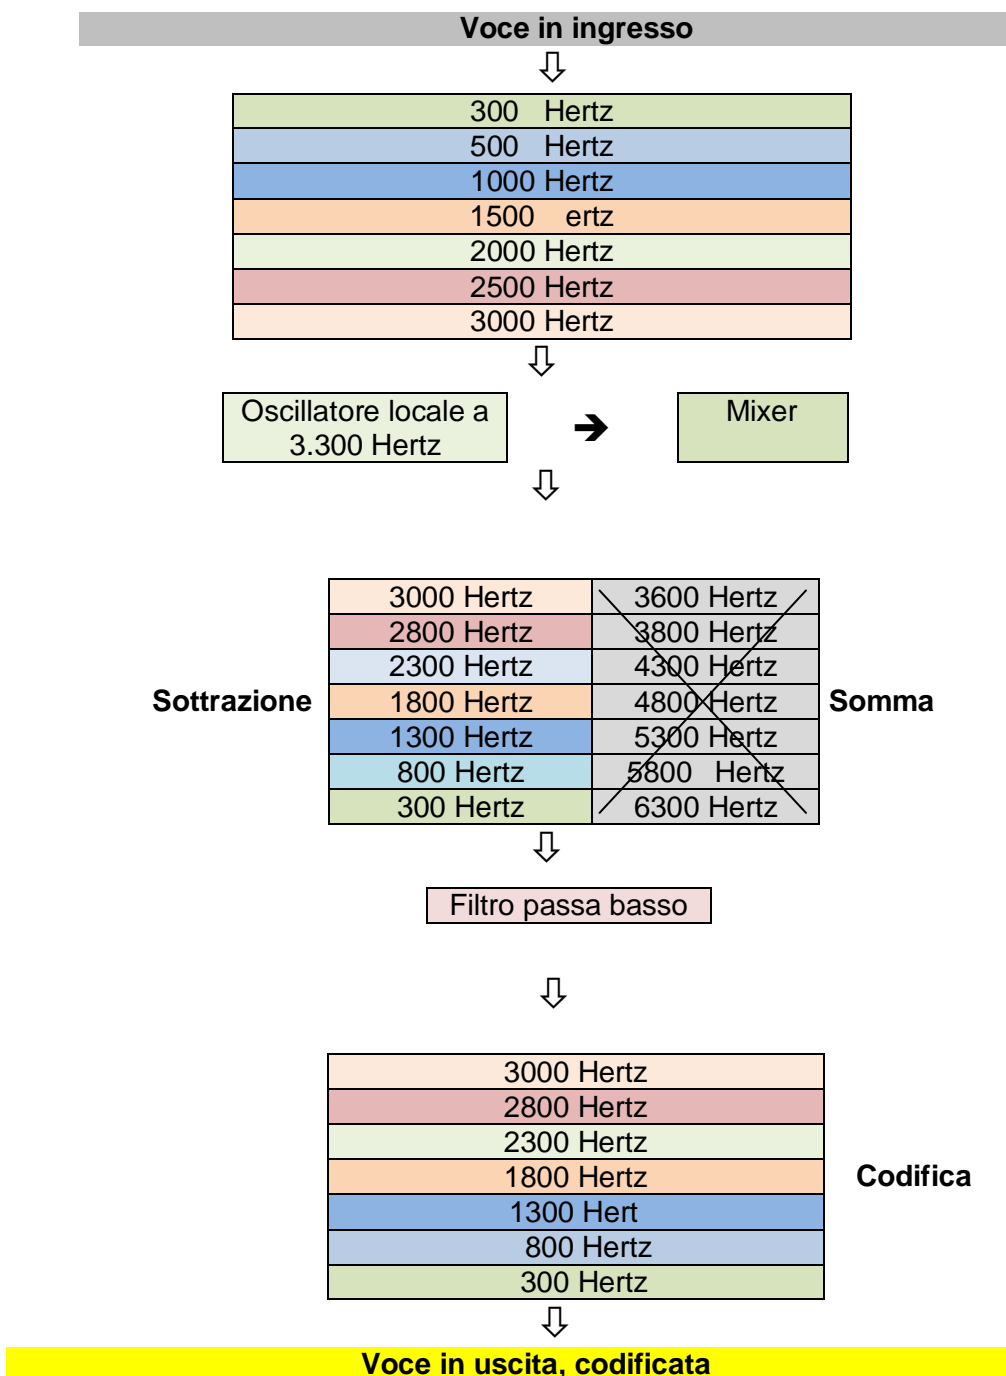 Voce in ingresso
300 Hertz
500 Hertz
1000 Hertz
1500 ertz
2000 Hertz
2500 Hertz
3000 Hertz
Oscillatore locale a
3.300 Hertz
Mixer
3000 Hertz 3600 Hertz
2800 Hertz 3800 Hertz
2300 Hertz 4300 Hertz
Sottrazione 1800 Hertz 4800 Hertz Somma
1300 Hertz 5300 Hertz
800 Hertz 5800 Hertz
300 Hertz 6300 Hertz
Filtro passa basso
3000 Hertz
2800 Hertz
2300 Hertz
1800 Hertz Codifica
1300 Hert
800 Hertz
300 Hertz
Voce in uscita, codificata